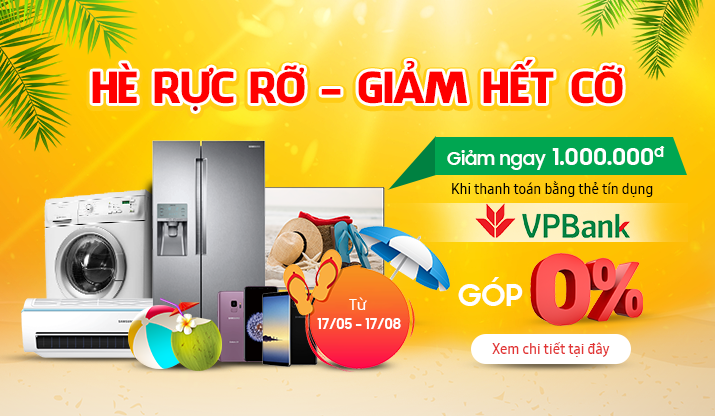 HÈ RỰC RỠ – GIẢM HẾT CỠ
Giảm ngay 1.000.000đ
Khi thanh toán bằng thẻ tín dụng
VPBank
GÓP 0%
Từ
17/05 - 17/08
Xem chi tiết tại đây